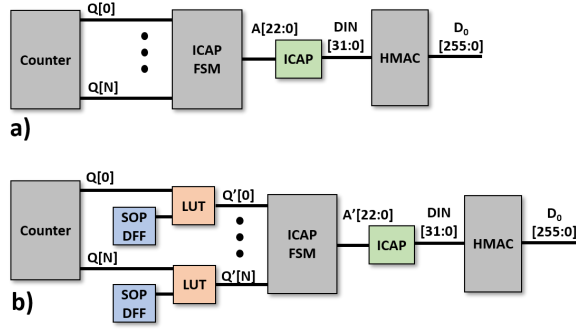 Q[0]
Counter
Q[N]
ICAP
FSM
A[22:0]
ICAP
DIN
[31:0]
HMAC
D₀
[255:0]
a)
Q[0]
Counter
Q[N]
SOP
DFF
LUT
Q'[0]
SOP
DFF
LUT
Q'[N]
ICAP
FSM
A'[22:0]
ICAP
DIN
[31:0]
HMAC
D₀
[255:0]
b)